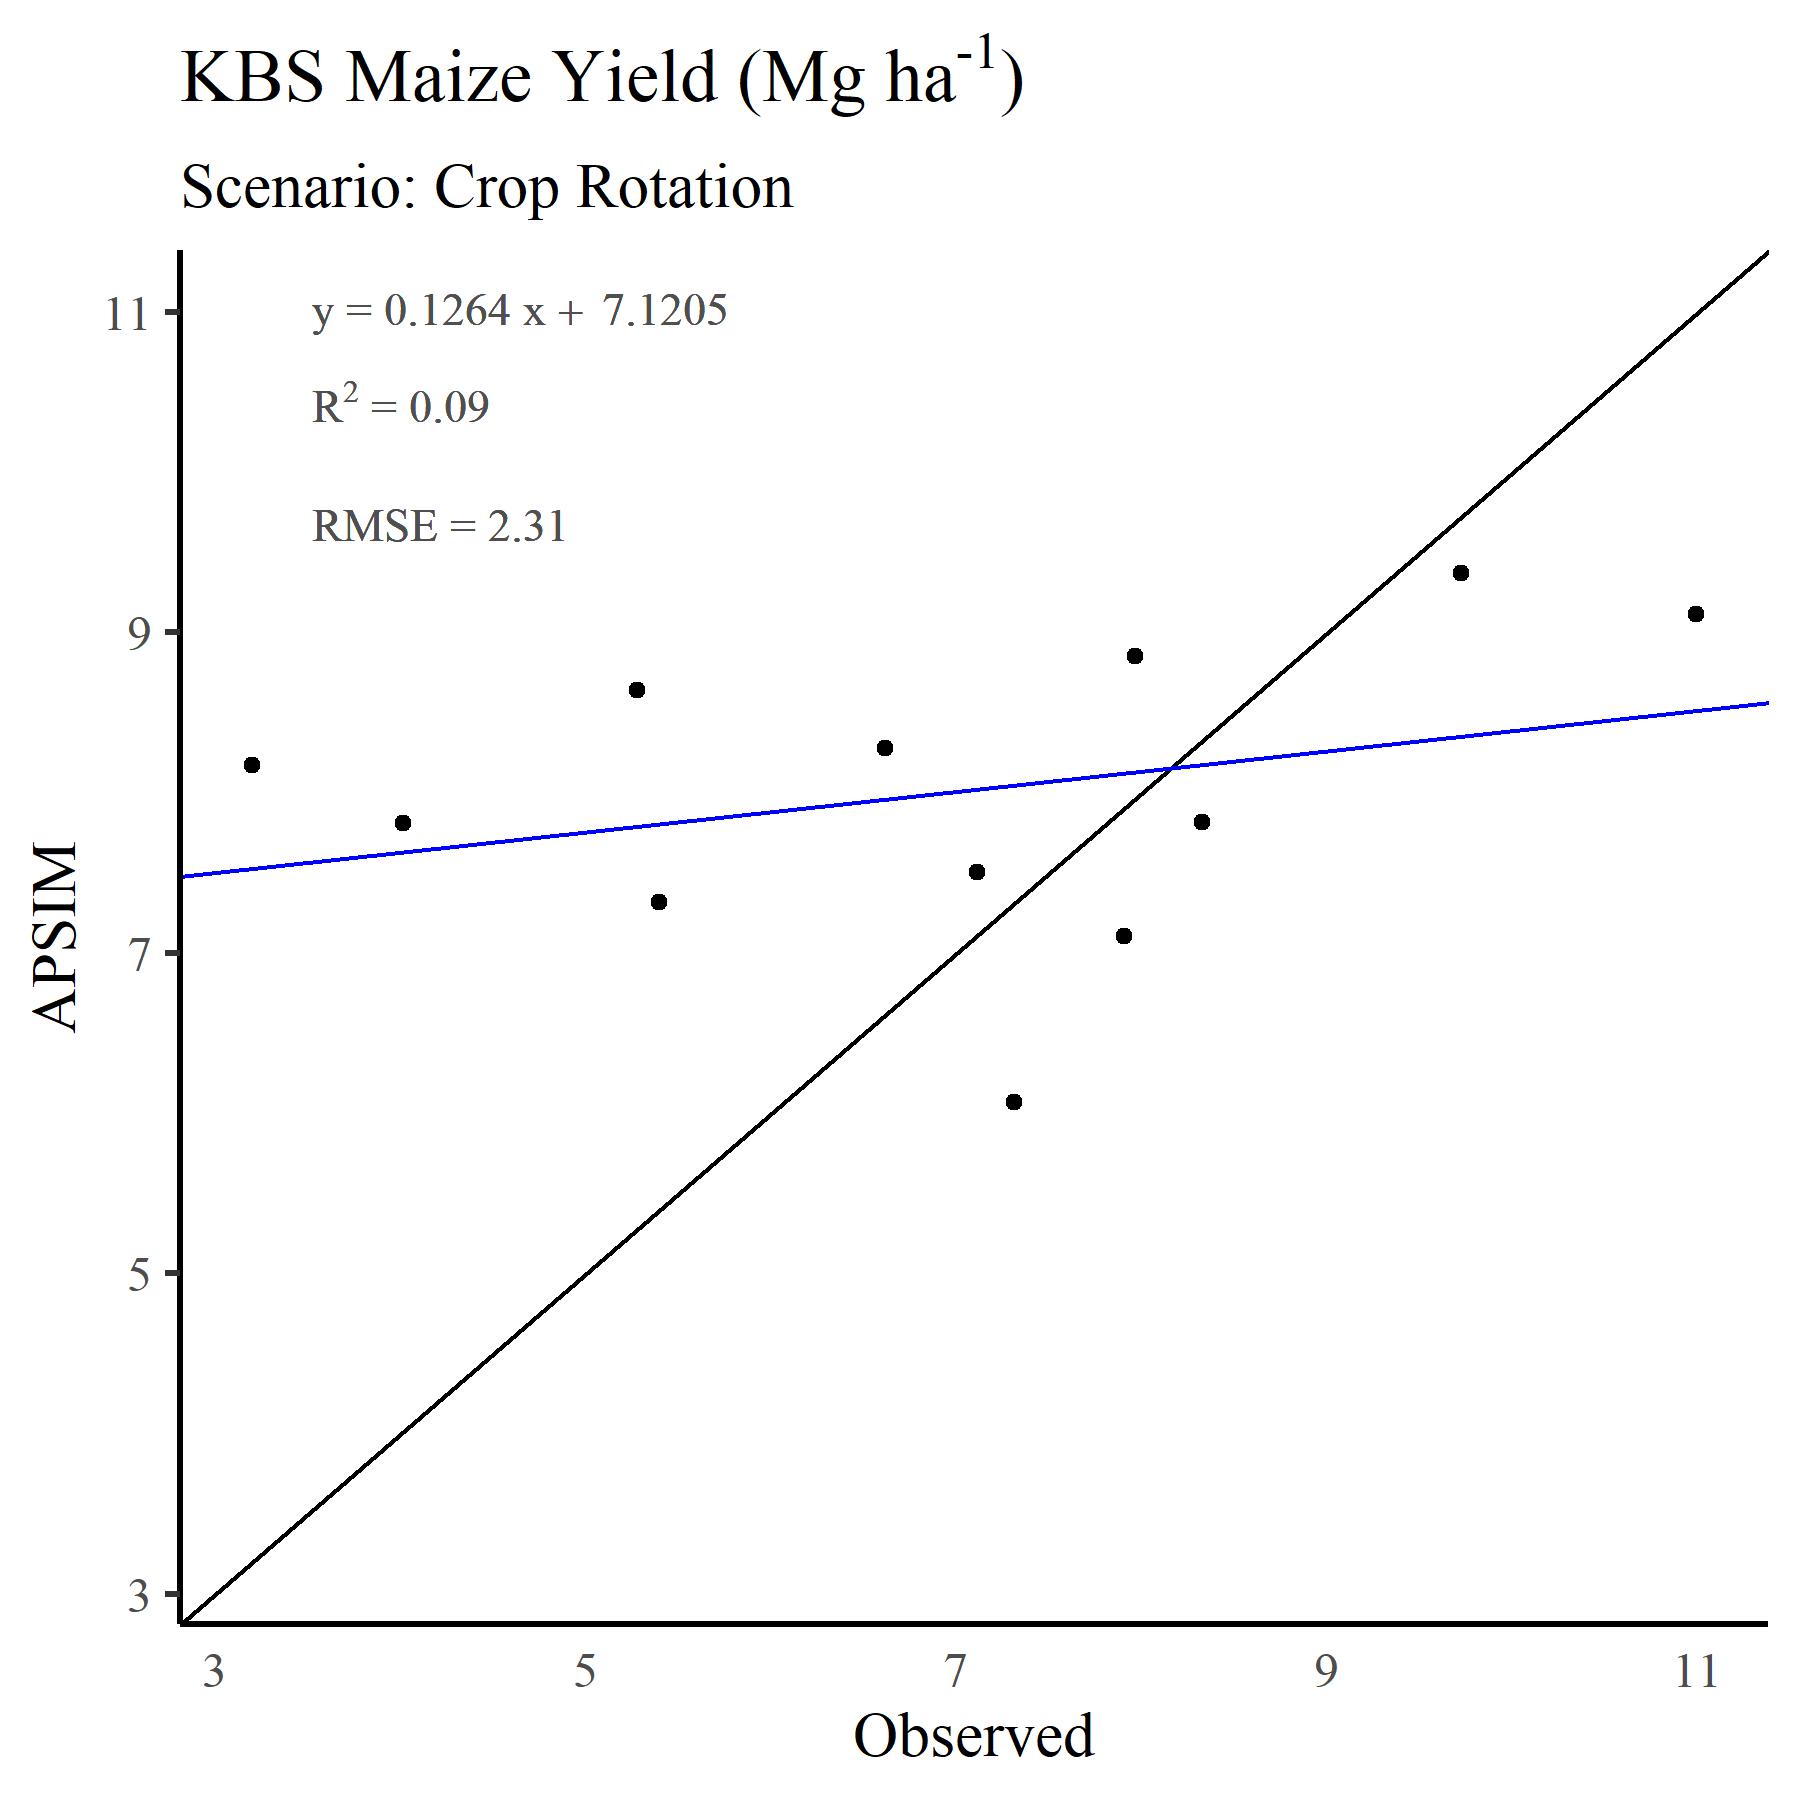 KBS Maize Yield (Mg ha⁻¹)
Scenario: Crop Rotation
y = 0.1264 x + 7.1205
R² = 0.09
RMSE = 2.31
11
9
7
5
3
APSIM
3 5 7 9 11
Observed